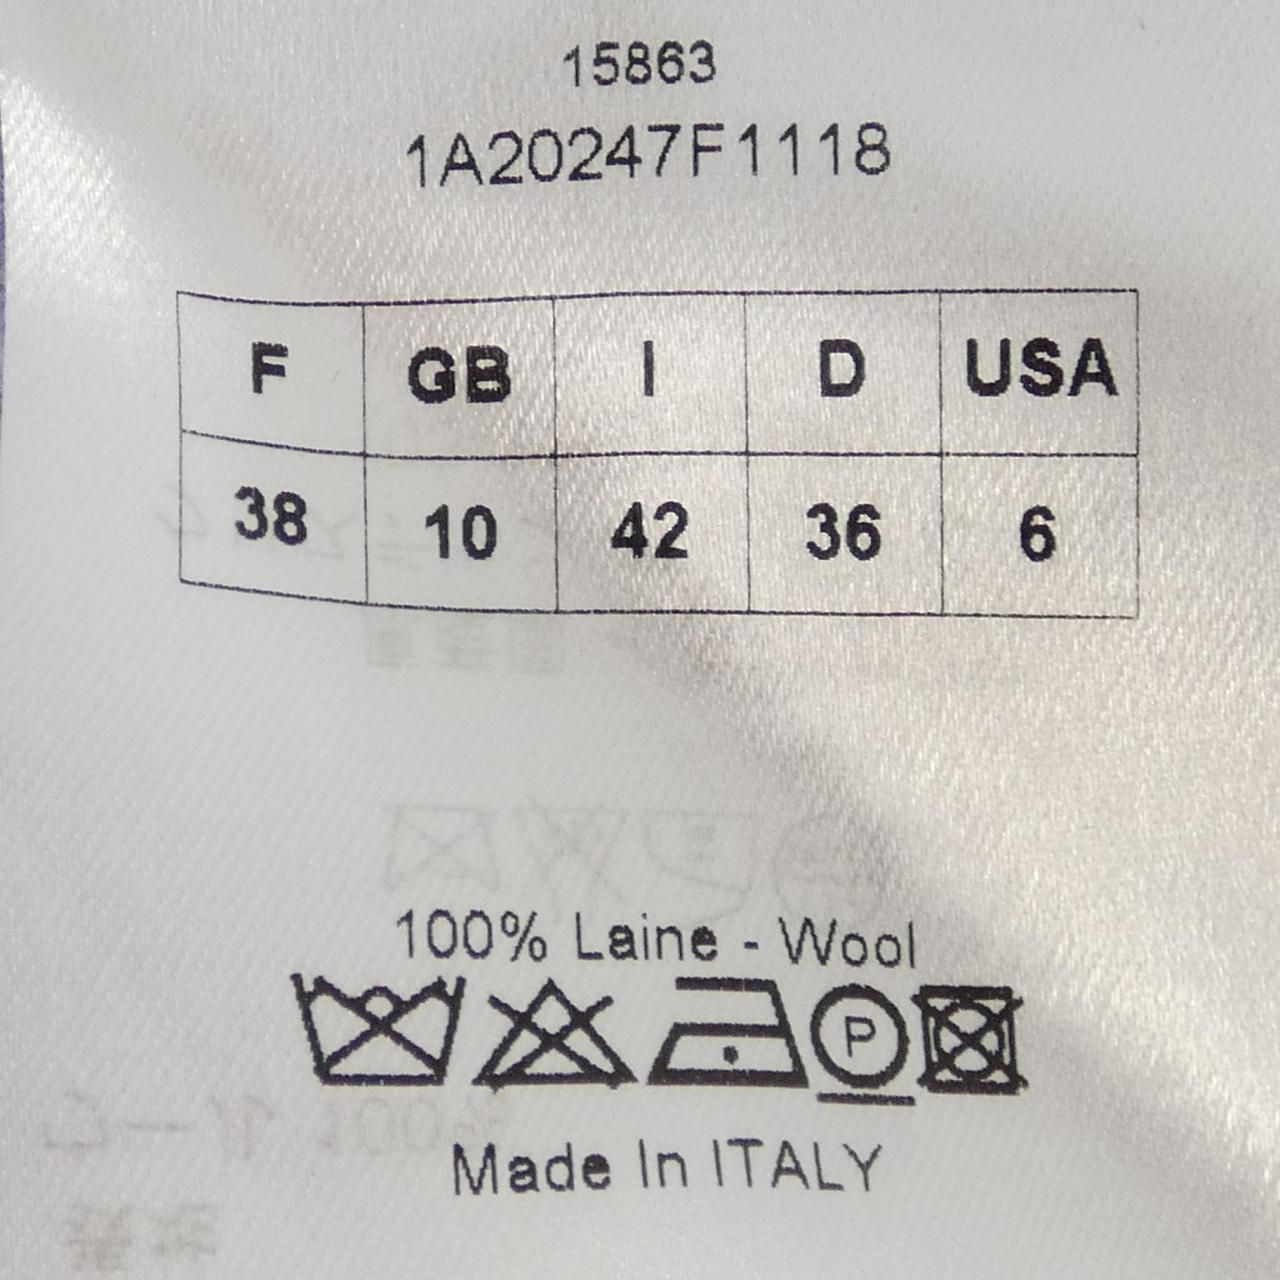 15863
1A20247F1118
F GB I D USA
38 10 42 36 6
100% Laine - Wool
P
Made In ITALY